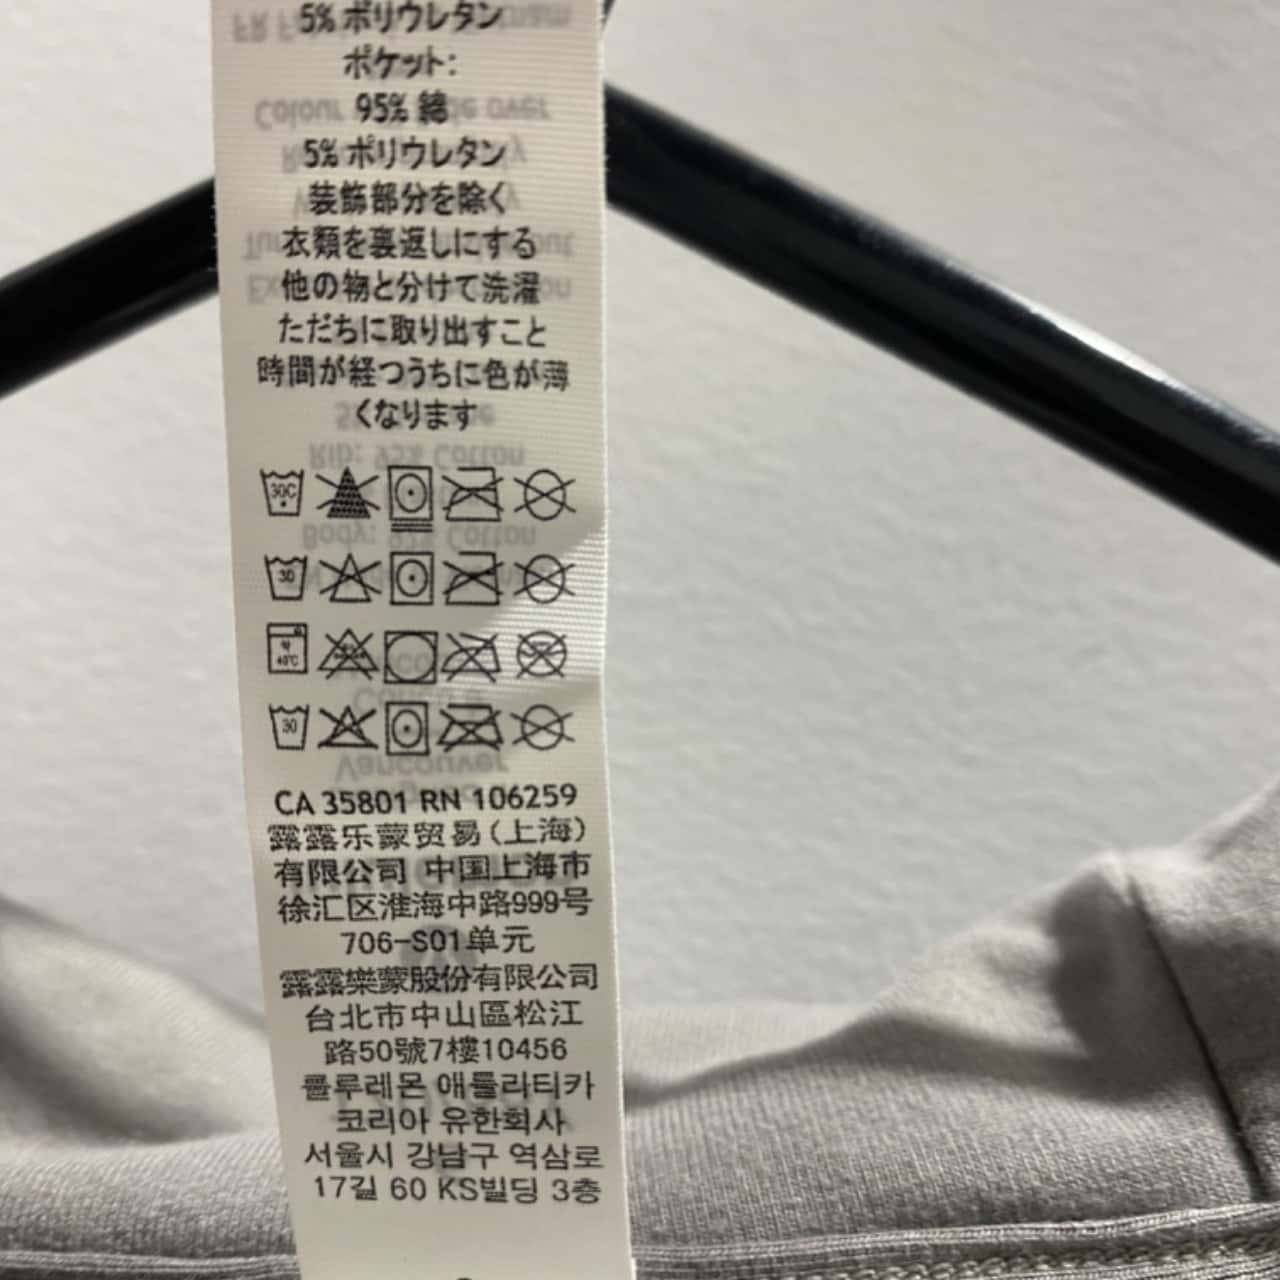 5% ポリウレタン
ポケット:
95% 綿
5% ポリウレタン
装飾部分を除く
衣類を裏返しにする
他の物と分けて洗濯
ただちに取り出すこと
時間が経つうちに色が薄
くなります
30C
30
40℃
30
CA 35801 RN 106259
露露乐蒙贸易(上海)
有限公司 中国上海市
徐汇区淮海中路999号
706-S01单元
露露樂蒙股份有限公司
台北市中山區松江
路50號7樓10456
룰루레몬 애틀라티카
코리아 유한회사
서울시 강남구 역삼로
17길 60 KS빌딩 3층